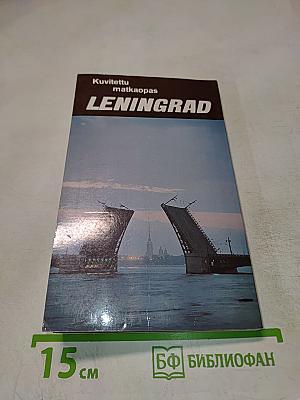 Kuvitettu
matkaopas
LENINGRAD
15 см
БФ БИБЛИОФАН